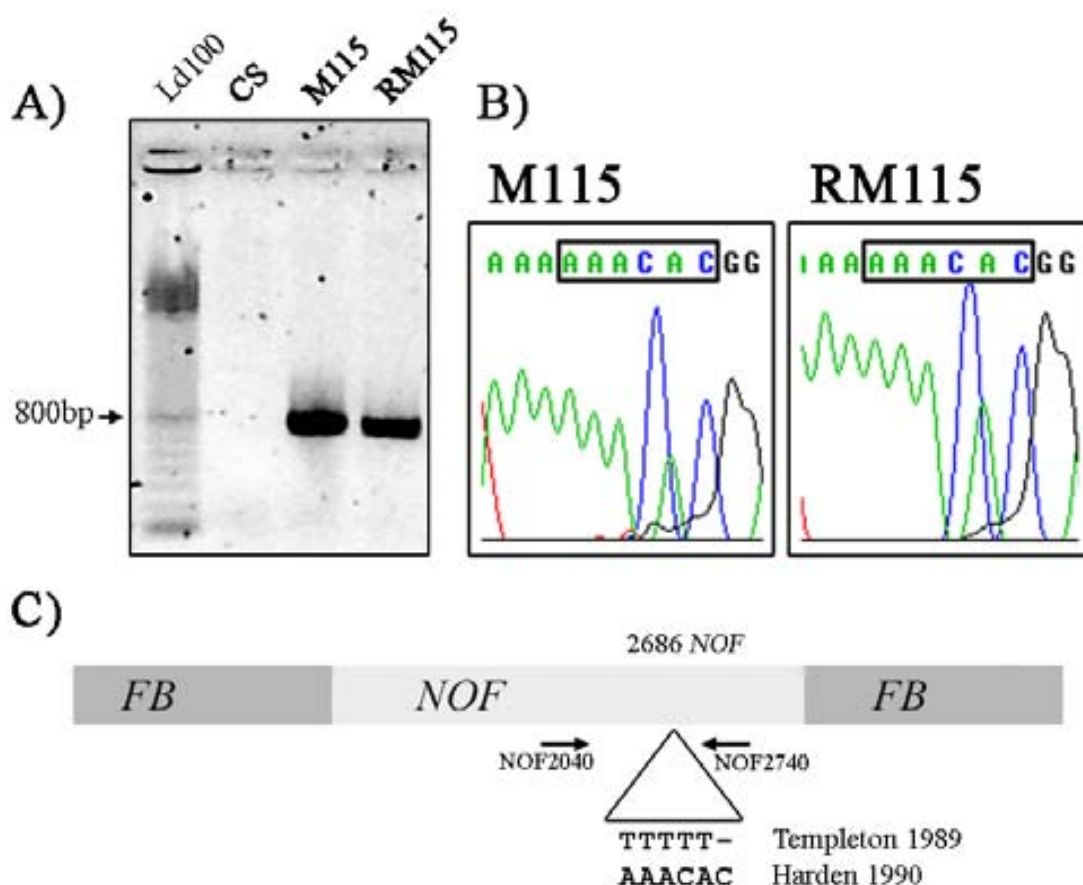 A)
Ld100 CS M115 RM115
800bp
B)
M115
A A A A A A C A C G G
RM115
A A A A A C A C G G
C)
2686 NOF
FB NOF FB
NOF2040 NOF2740
TTTTT- Templeton 1989
AAACAC Harden 1990